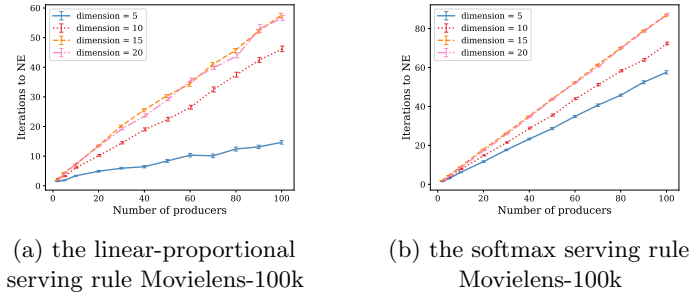 60
50
40
30
20
10
0
Iterations to NE
dimension = 5
dimension = 10
dimension = 15
dimension = 20
0 20 40 60 80 100
Number of producers
80
60
40
20
0
Iterations to NE
dimension = 5
dimension = 10
dimension = 15
dimension = 20
0 20 40 60 80 100
Number of producers
(a) the linear-proportional
serving rule Movielens-100k
(b) the softmax serving rule
Movielens-100k